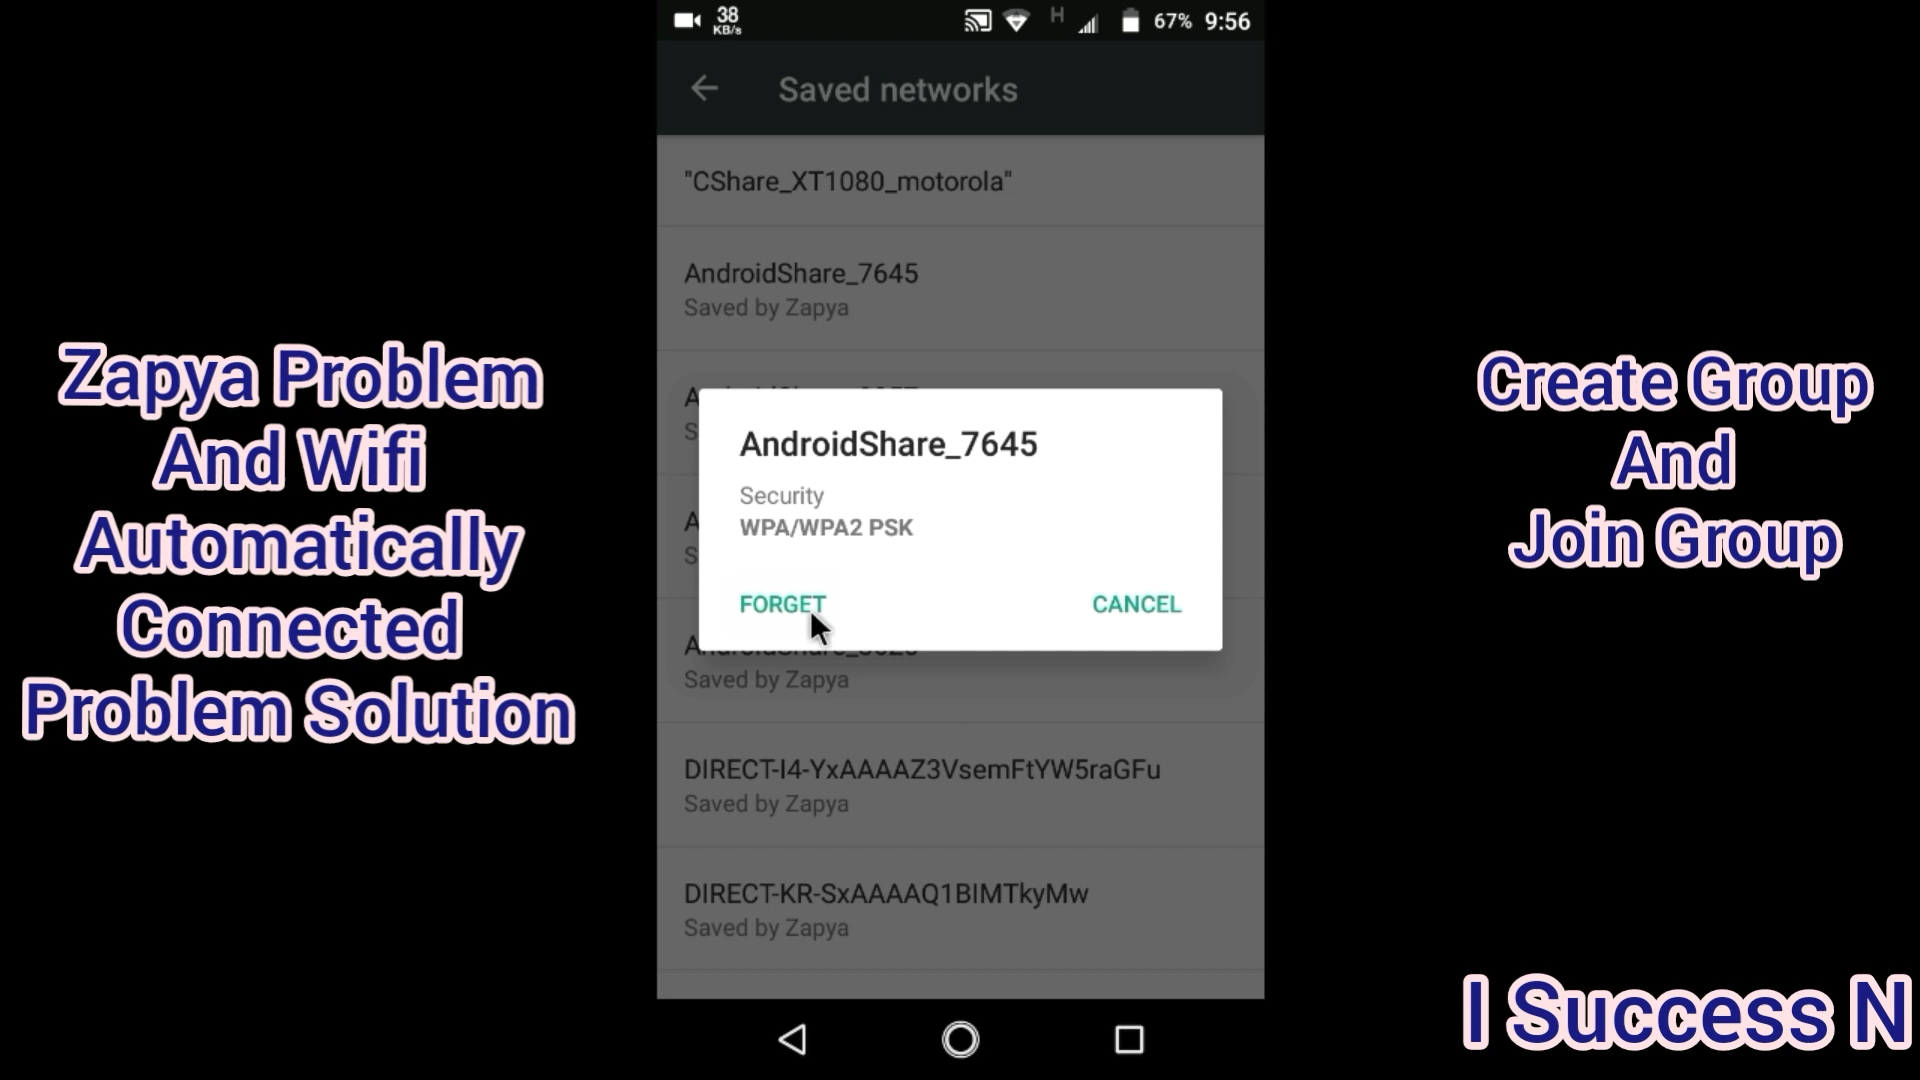 38
KB/s
H
67% 9:56
Saved networks
"CShare_XT1080_motorola"
AndroidShare_7645
Saved by Zapya
AndroidShare_7645
Security
WPA/WPA2 PSK
FORGET
CANCEL
Saved by Zapya
DIRECT-I4-YxAAAAZ3VsemFtYW5raGFu
Saved by Zapya
DIRECT-KR-SxAAAAQ1BIMTkyMw
Saved by Zapya
Zapya Problem
And Wifi
Automatically
Connected
Problem Solution
Create Group
And
Join Group
I Success N